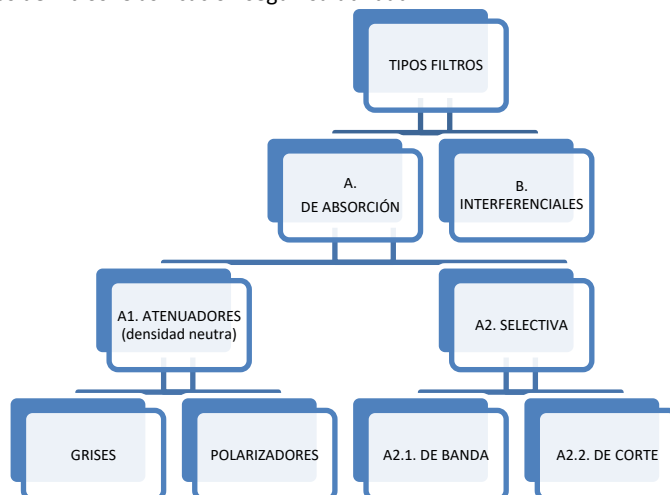 TIPOS FILTROS
A.
DE ABSORCIÓN
B.
INTERFERENCIALES
A1. ATENUADORES
(densidad neutra)
A2. SELECTIVA
GRISES
POLARIZADORES
A2.1. DE BANDA
A2.2. DE CORTE